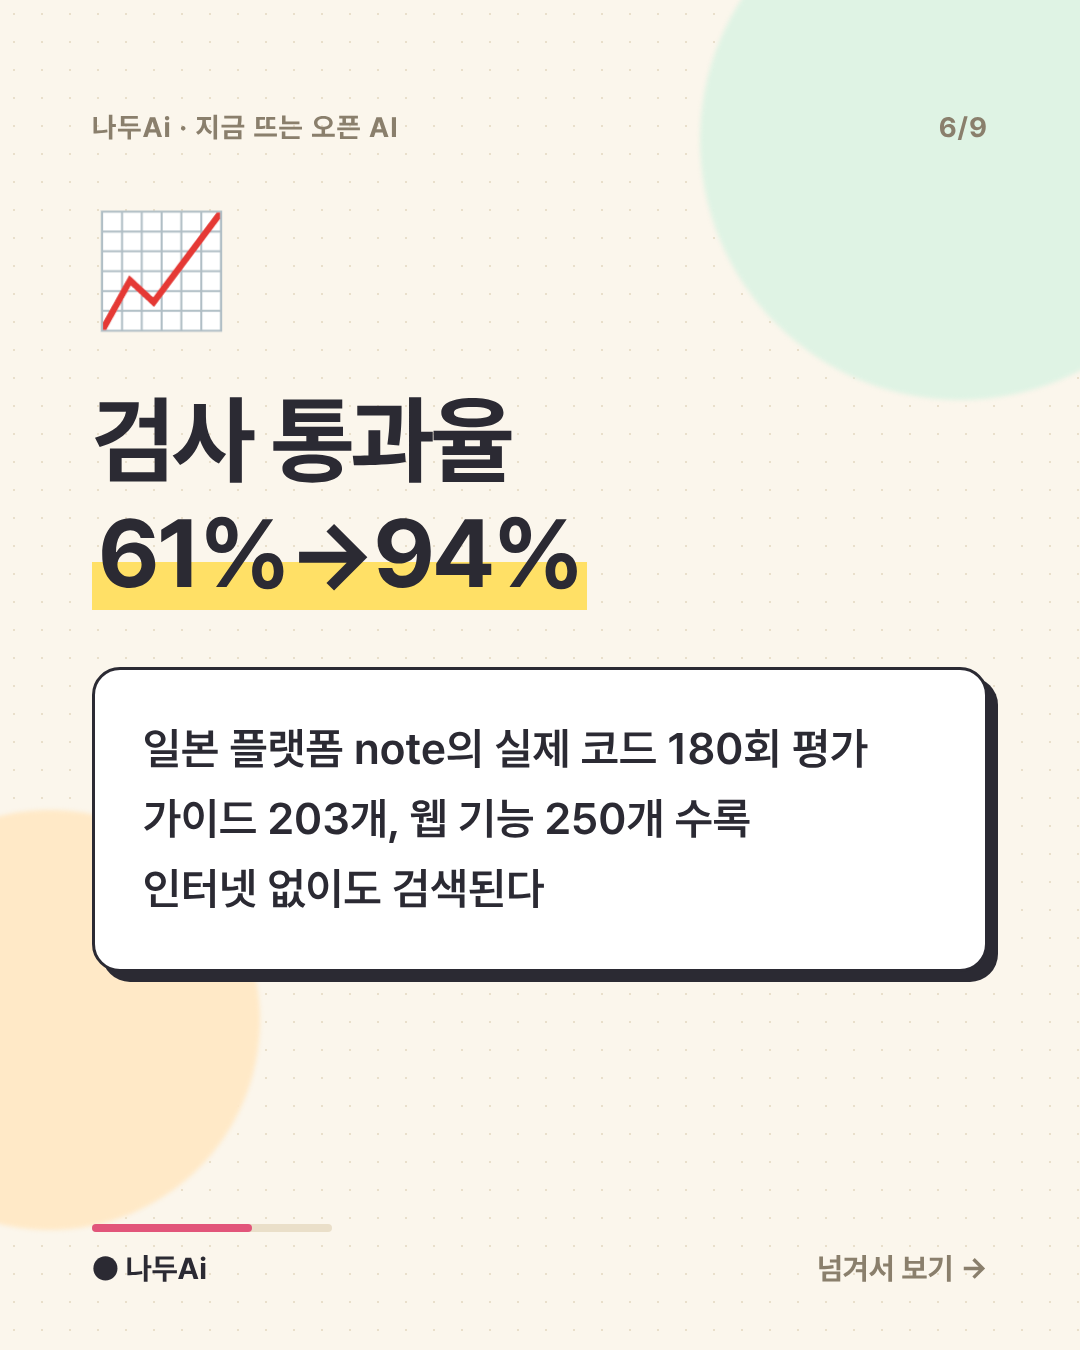 나두Ai · 지금 뜨는 오픈 AI
6/9
검사 통과율
61%→94%
일본 플랫폼 note의 실제 코드 180회 평가
가이드 203개, 웹 기능 250개 수록
인터넷 없이도 검색된다
● 나두Ai
넘겨서 보기 →